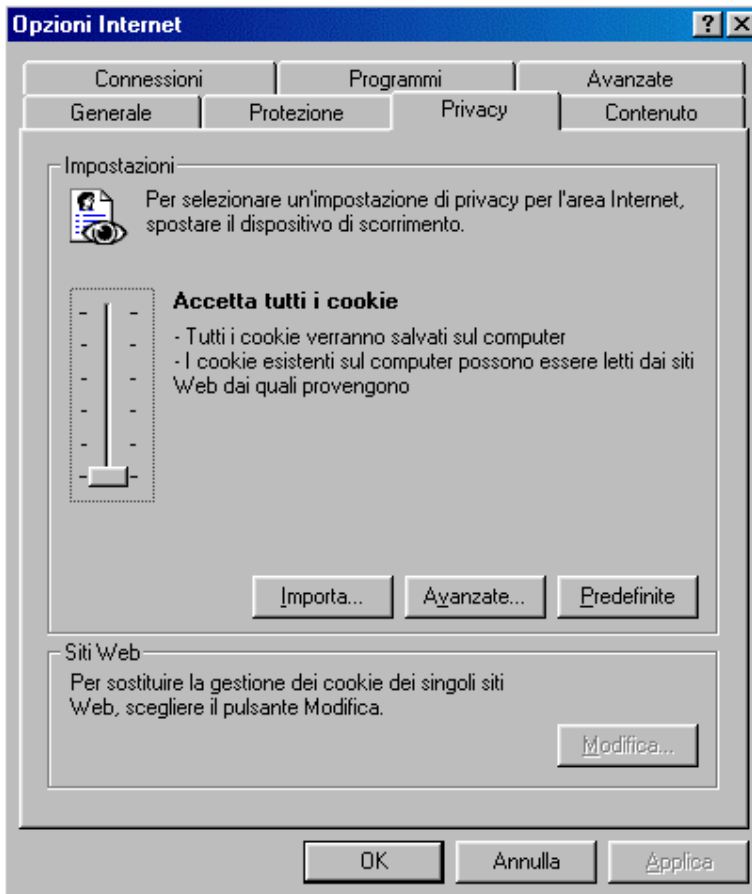 Opzioni Internet
Connessioni Programmi Avanzate
Generale Protezione Privacy Contenuto
Impostazioni
Per selezionare un'impostazione di privacy per l'area Internet,
spostare il dispositivo di scorrimento.
Accetta tutti i cookie
- Tutti i cookie verranno salvati sul computer
- I cookie esistenti sul computer possono essere letti dai siti
Web dai quali provengono
Importa... Avanzate... Predefinite
Siti Web
Per sostituire la gestione dei cookie dei singoli siti
Web, scegliere il pulsante Modifica.
Modifica...
OK Annulla Applica